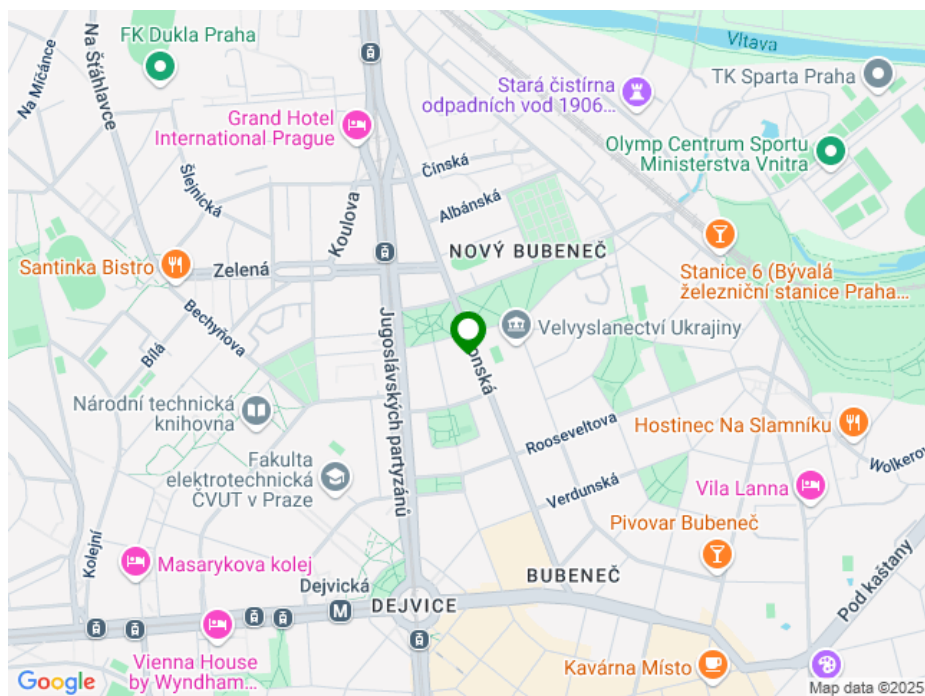 Vltava
FK Dukla Praha
Na Míčánce
Na Šťáhlavce
TK Sparta Praha
Stará čistírna
odpadních vod 1906...
Grand Hotel
International Prague
Olymp Centrum Sportu
Ministerstva Vnitra
Čínská
Šlejnická
Koulova
Albánská
NOVÝ BUBENEČ
Santinka Bistro
Zelená
Stanice 6 (Bývalá
železniční stanice Praha...
Bechyňova
Jugoslávských partyzánů
Velvyslanectví Ukrajiny
Bílá
Národní technická
knihovna
Hostinec Na Slamníku
Rooseveltova
Wolkerov
Fakulta
elektrotechnická
ČVUT v Praze
Verdunská
Vila Lanna
Pivovar Bubeneč
Kolejní
Masarykova kolej
Dejvická
BUBENEČ
M
DEJVICE
Pod kaštany
Vienna House
by Wyndham...
Kavárna Místo
Google
Map data ©2025